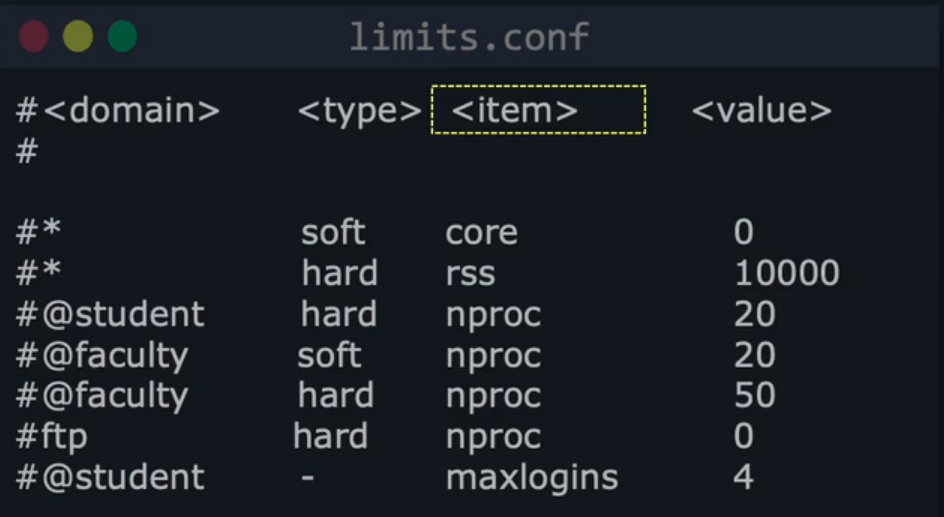 limits.conf
#<domain> <type> <item> <value>
#
#* soft core 0
#* hard rss 10000
#@student hard nproc 20
#@faculty soft nproc 20
#@faculty hard nproc 50
#ftp hard nproc 0
#@student - maxlogins 4